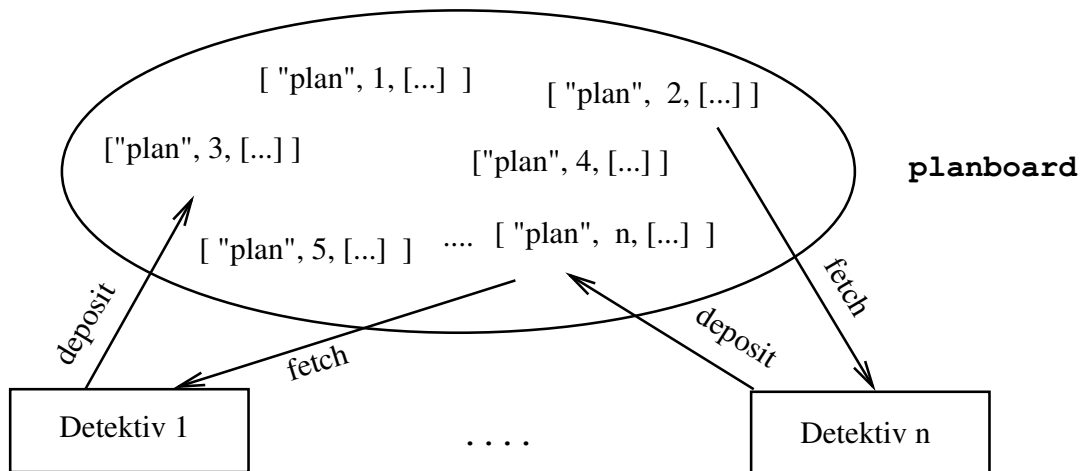 [ "plan", 1, [...]  ]
[ "plan",  2, [...] ]
["plan", 3, [...] ]
[ "plan", 4, [...] ]
planboard
[ "plan", 5, [...]  ]
....
[ "plan",  n, [...]  ]
deposit
fetch
deposit
fetch
Detektiv 1
. . . .
Detektiv n